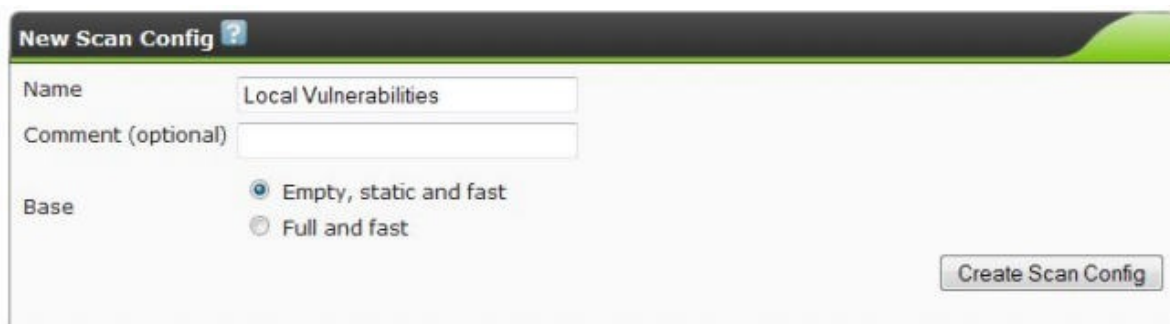 New Scan Config ?
Name Local Vulnerabilities
Comment (optional)
Base
Empty, static and fast
Full and fast
Create Scan Config